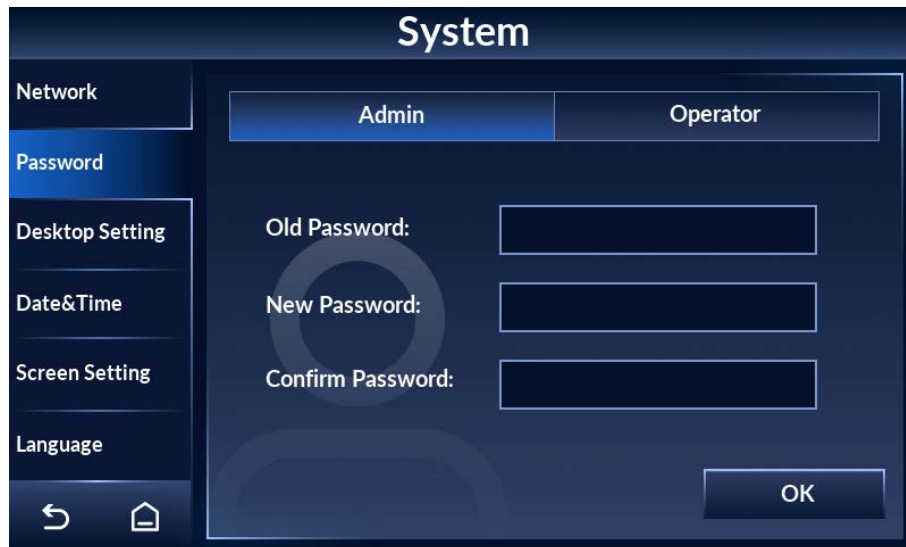 System
Network
Password
Desktop Setting
Date&Time
Screen Setting
Language
Admin
Operator
Old Password:
New Password:
Confirm Password:
OK